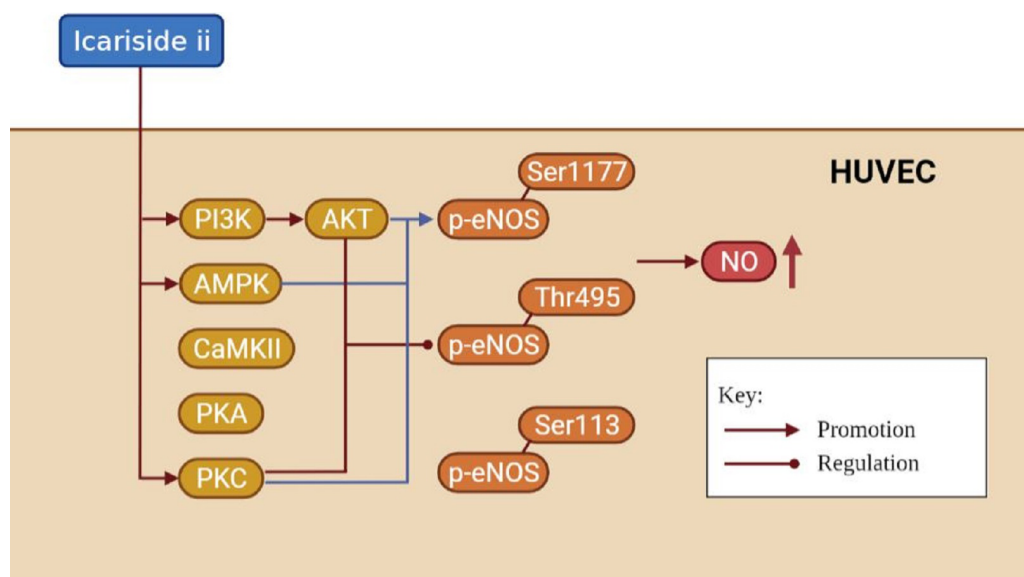 Icariside ii
HUVEC
Ser1177
PI3K
AKT
p-eNOS
NO
AMPK
Thr495
CaMKII
p-eNOS
Key:
PKA
Ser113
Promotion
PKC
p-eNOS
Regulation